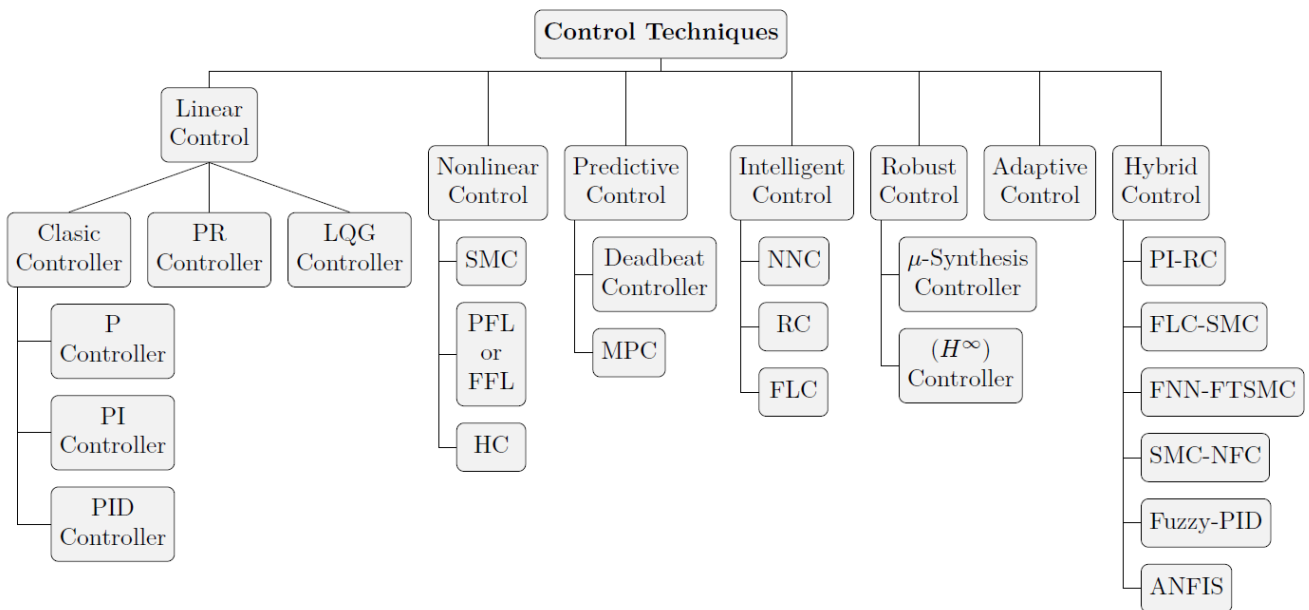 Control Techniques
Linear
Control
Nonlinear
Control
Predictive
Control
Intelligent
Control
Robust
Control
Adaptive
Control
Hybrid
Control
Clasic
Controller
PR
Controller
LQG
Controller
P
Controller
PI
Controller
PID
Controller
SMC
PFL
or
FFL
HC
Deadbeat
Controller
MPC
NNC
RC
FLC
μ-Synthesis
Controller
(H∞)
Controller
PI-RC
FLC-SMC
FNN-FTSMC
SMC-NFC
Fuzzy-PID
ANFIS